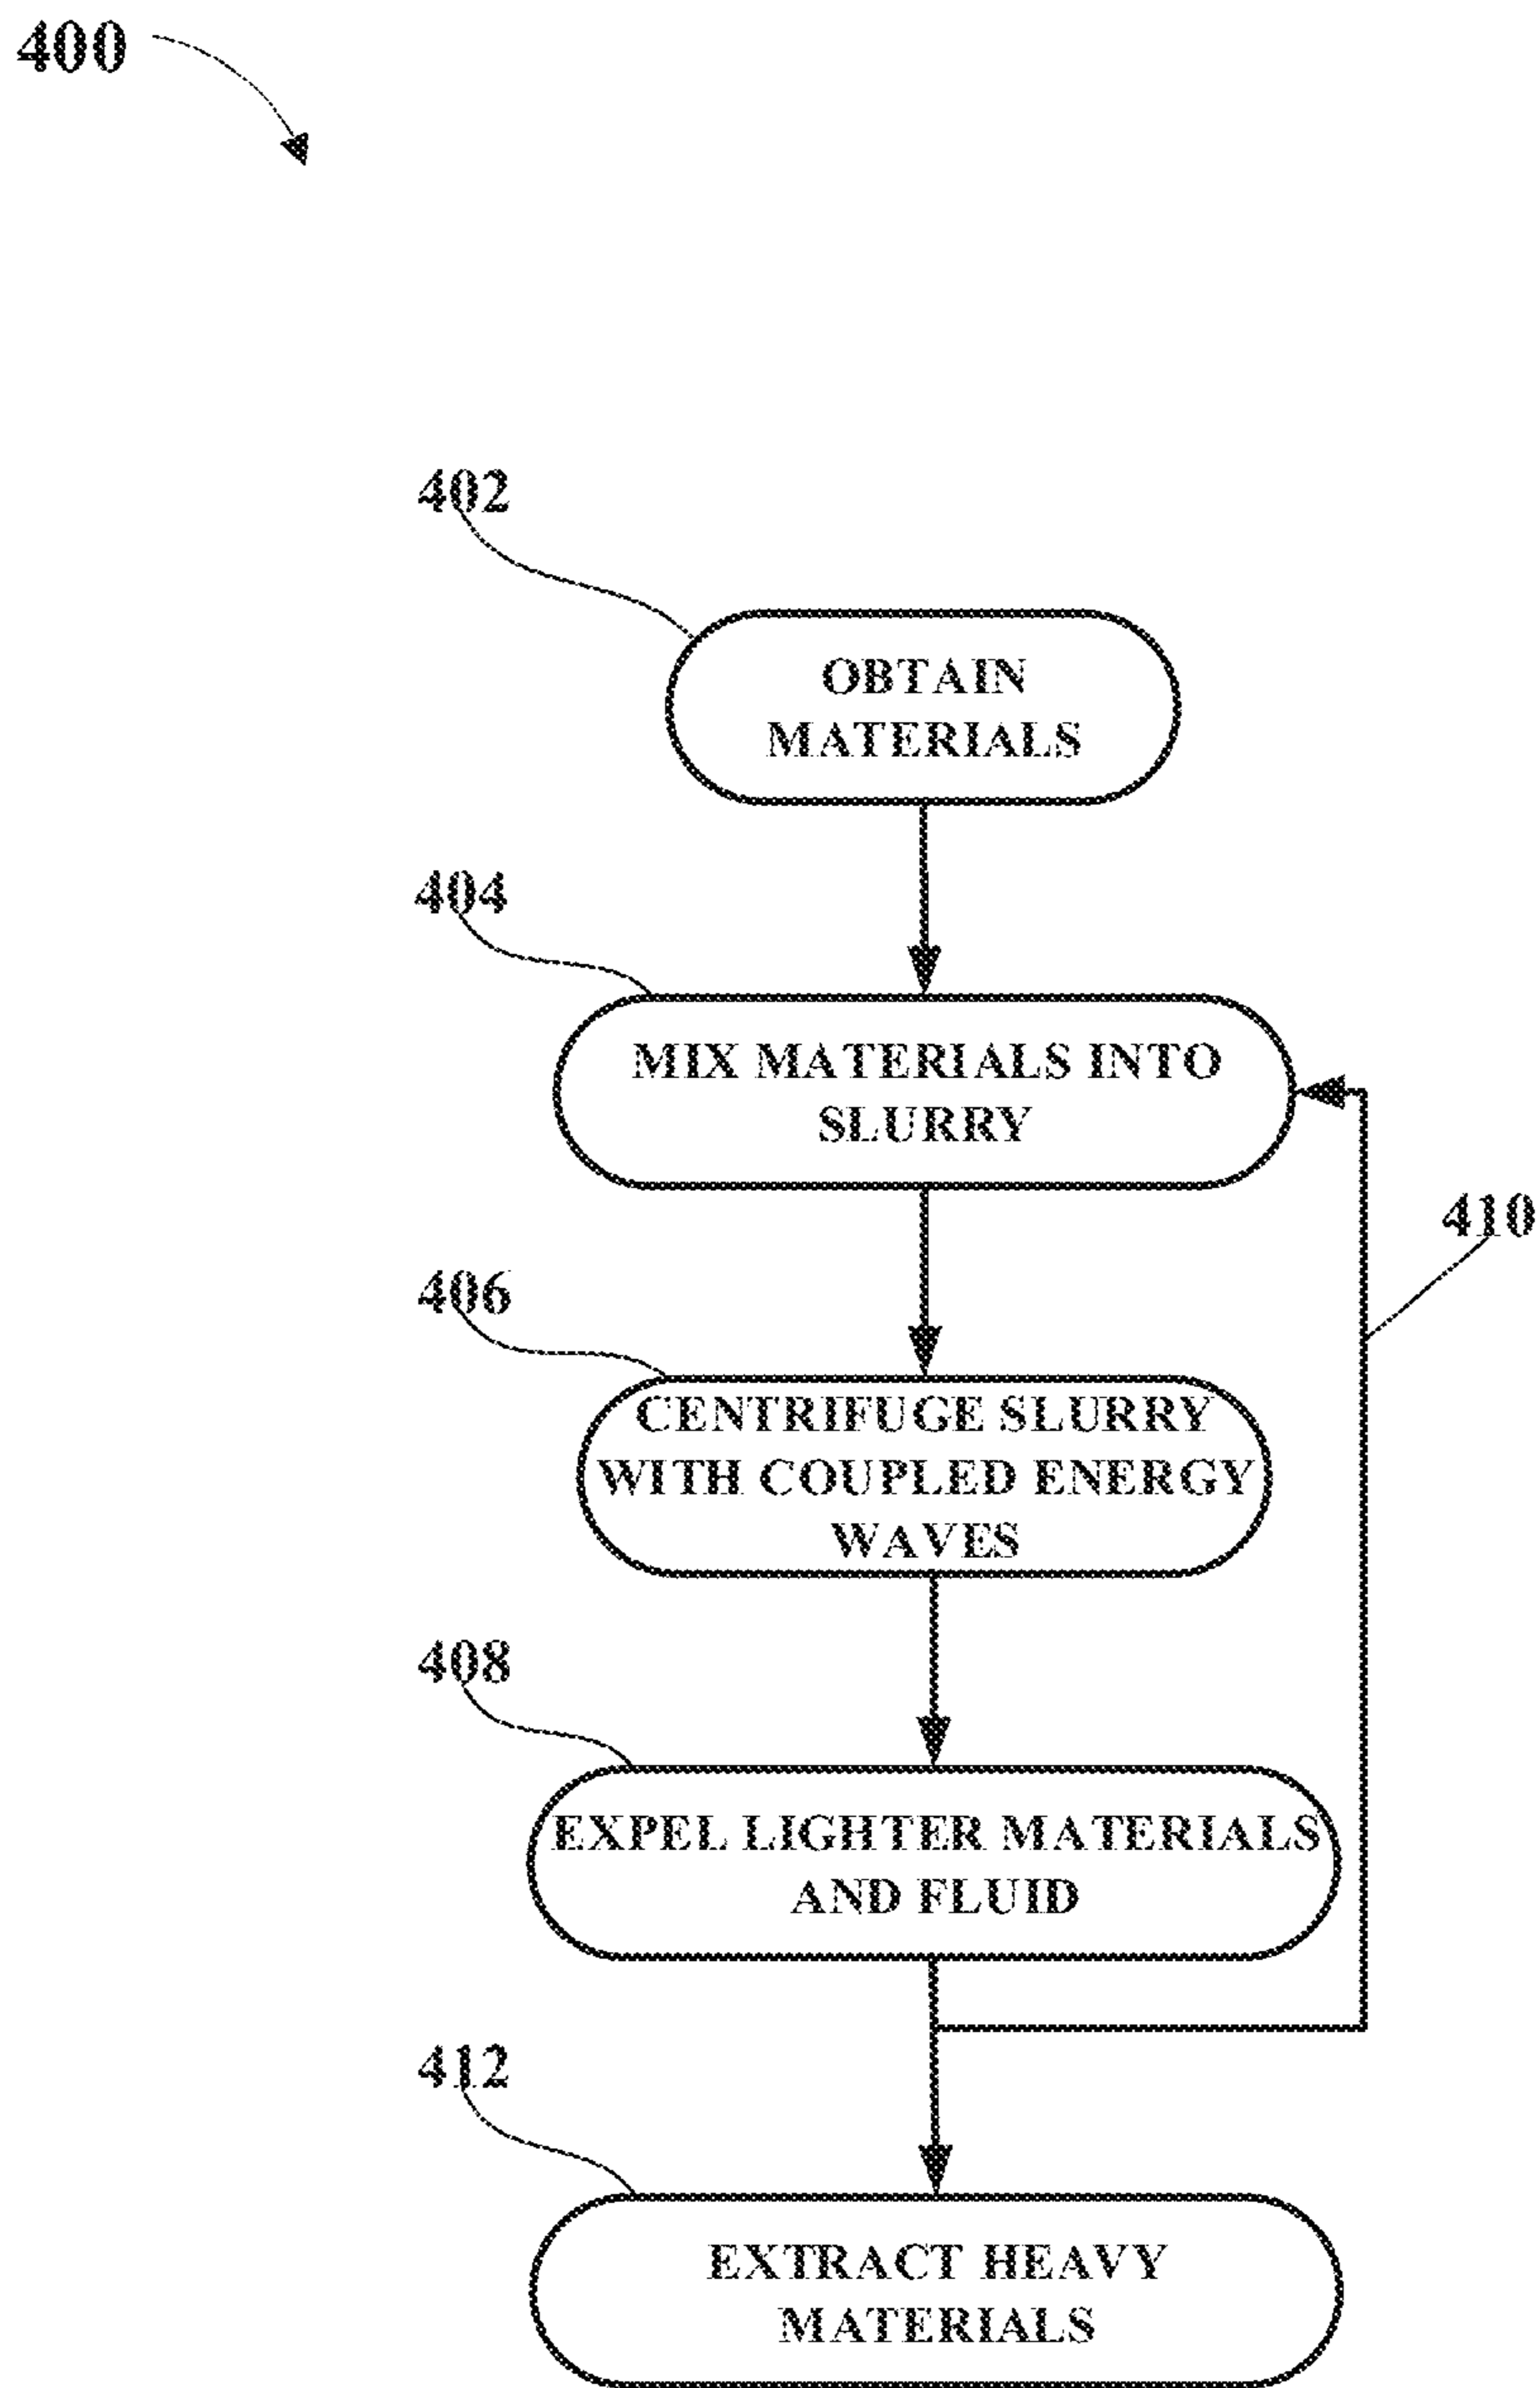 400
402
OBTAIN
MATERIALS
404
MIX MATERIALS INTO
SLURRY
410
406
CENTRIFUGE SLURRY
WITH COUPLED ENERGY
WAVES
408
EXPEL LIGHTER MATERIALS
AND FLUID
412
EXTRACT HEAVY
MATERIALS